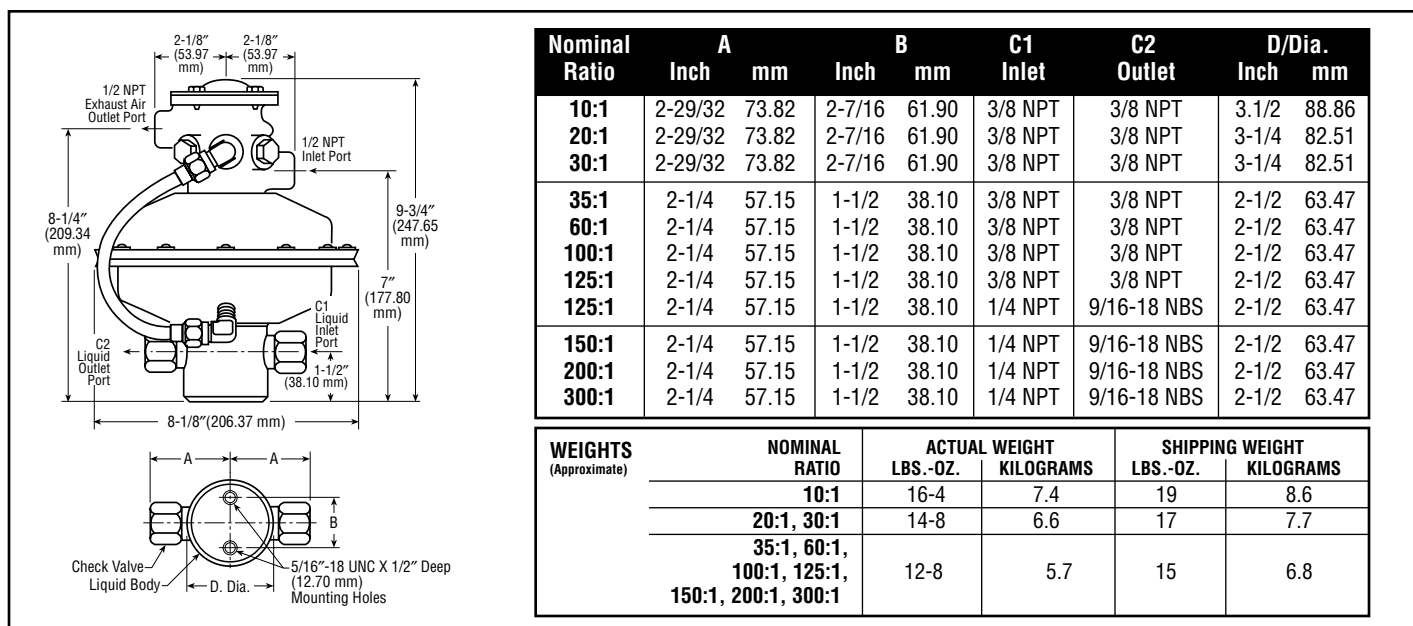 2-1/8″ 2-1/8″
(53.97 (53.97
mm) mm)
1/2 NPT
Exhaust Air
Outlet Port
1/2 NPT
Inlet Port
8-1/4″
(209.34
mm)
9-3/4″
(247.65
mm)
7″
(177.80
mm)
C1
Liquid
Inlet
Port
C2
Liquid
Outlet
Port
1-1/2″
(38.10 mm)
8-1/8″(206.37 mm)
A A
B
Check Valve
Liquid Body
D. Dia.
5/16″-18 UNC X 1/2″ Deep
(12.70 mm)
Mounting Holes
Nominal A B C1 C2 D/Dia.
Ratio Inch mm Inch mm Inlet Outlet Inch mm
10:1 2-29/32 73.82 2-7/16 61.90 3/8 NPT 3/8 NPT 3.1/2 88.86
20:1 2-29/32 73.82 2-7/16 61.90 3/8 NPT 3/8 NPT 3-1/4 82.51
30:1 2-29/32 73.82 2-7/16 61.90 3/8 NPT 3/8 NPT 3-1/4 82.51
35:1 2-1/4 57.15 1-1/2 38.10 3/8 NPT 3/8 NPT 2-1/2 63.47
60:1 2-1/4 57.15 1-1/2 38.10 3/8 NPT 3/8 NPT 2-1/2 63.47
100:1 2-1/4 57.15 1-1/2 38.10 3/8 NPT 3/8 NPT 2-1/2 63.47
125:1 2-1/4 57.15 1-1/2 38.10 3/8 NPT 3/8 NPT 2-1/2 63.47
125:1 2-1/4 57.15 1-1/2 38.10 1/4 NPT 9/16-18 NBS 2-1/2 63.47
150:1 2-1/4 57.15 1-1/2 38.10 1/4 NPT 9/16-18 NBS 2-1/2 63.47
200:1 2-1/4 57.15 1-1/2 38.10 1/4 NPT 9/16-18 NBS 2-1/2 63.47
300:1 2-1/4 57.15 1-1/2 38.10 1/4 NPT 9/16-18 NBS 2-1/2 63.47
WEIGHTS NOMINAL ACTUAL WEIGHT SHIPPING WEIGHT
(Approximate) RATIO LBS.-OZ. KILOGRAMS LBS.-OZ. KILOGRAMS
10:1 16-4 7.4 19 8.6
20:1, 30:1 14-8 6.6 17 7.7
35:1, 60:1,
100:1, 125:1, 12-8 5.7 15 6.8
150:1, 200:1, 300:1